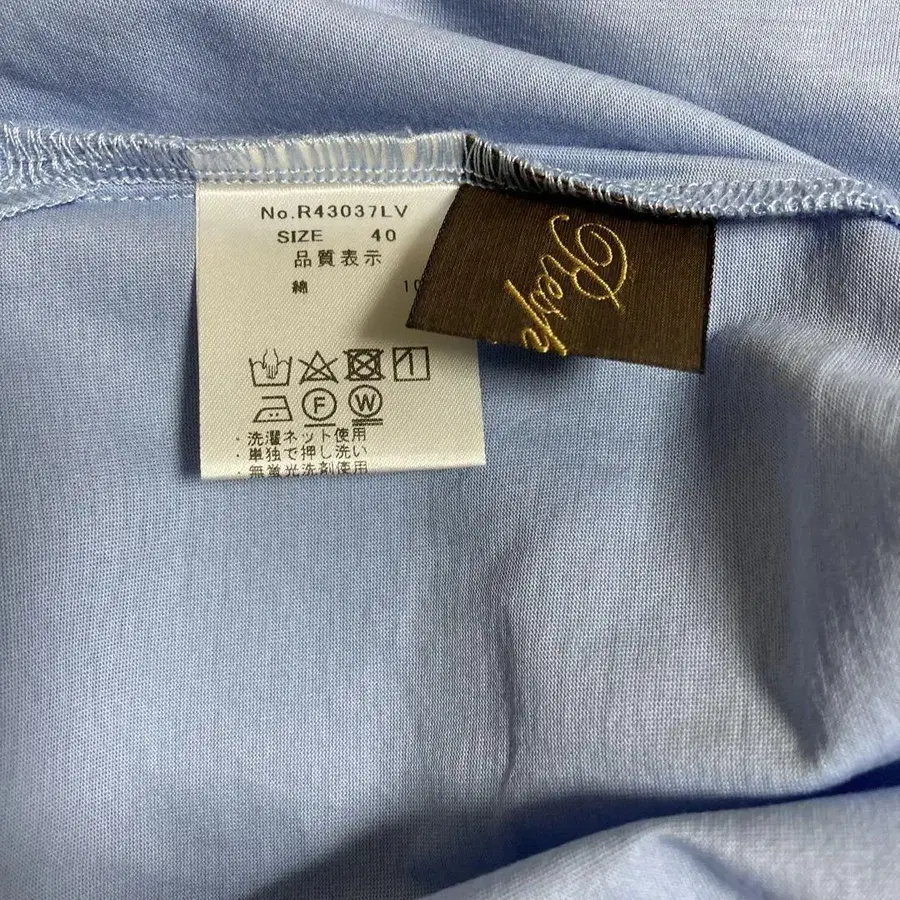 No.R43037LV
SIZE 40
品質表示
綿 10
F W
・洗濯ネット使用
・単独で押し洗い
・無蛍光洗剤使用